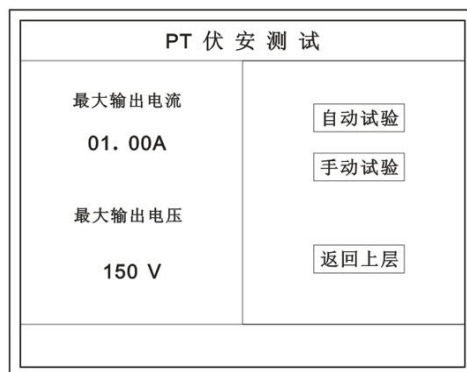 PT 伏 安 测 试
最大输出电流
01. 00A
最大输出电压
150 V
自动试验
手动试验
返回上层